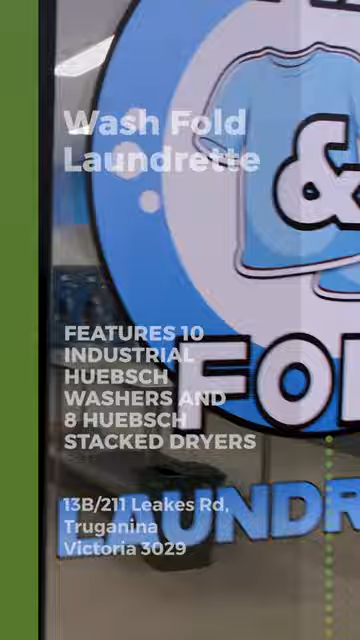 Wash Fold
Laundrette
&
FEATURES 10
INDUSTRIAL
HUEBSCH
WASHERS AND
8 HUEBSCH
STACKED DRYERS
FO
13B/211 Leakes Rd,
Truganina
Victoria 3029
LAUNDR